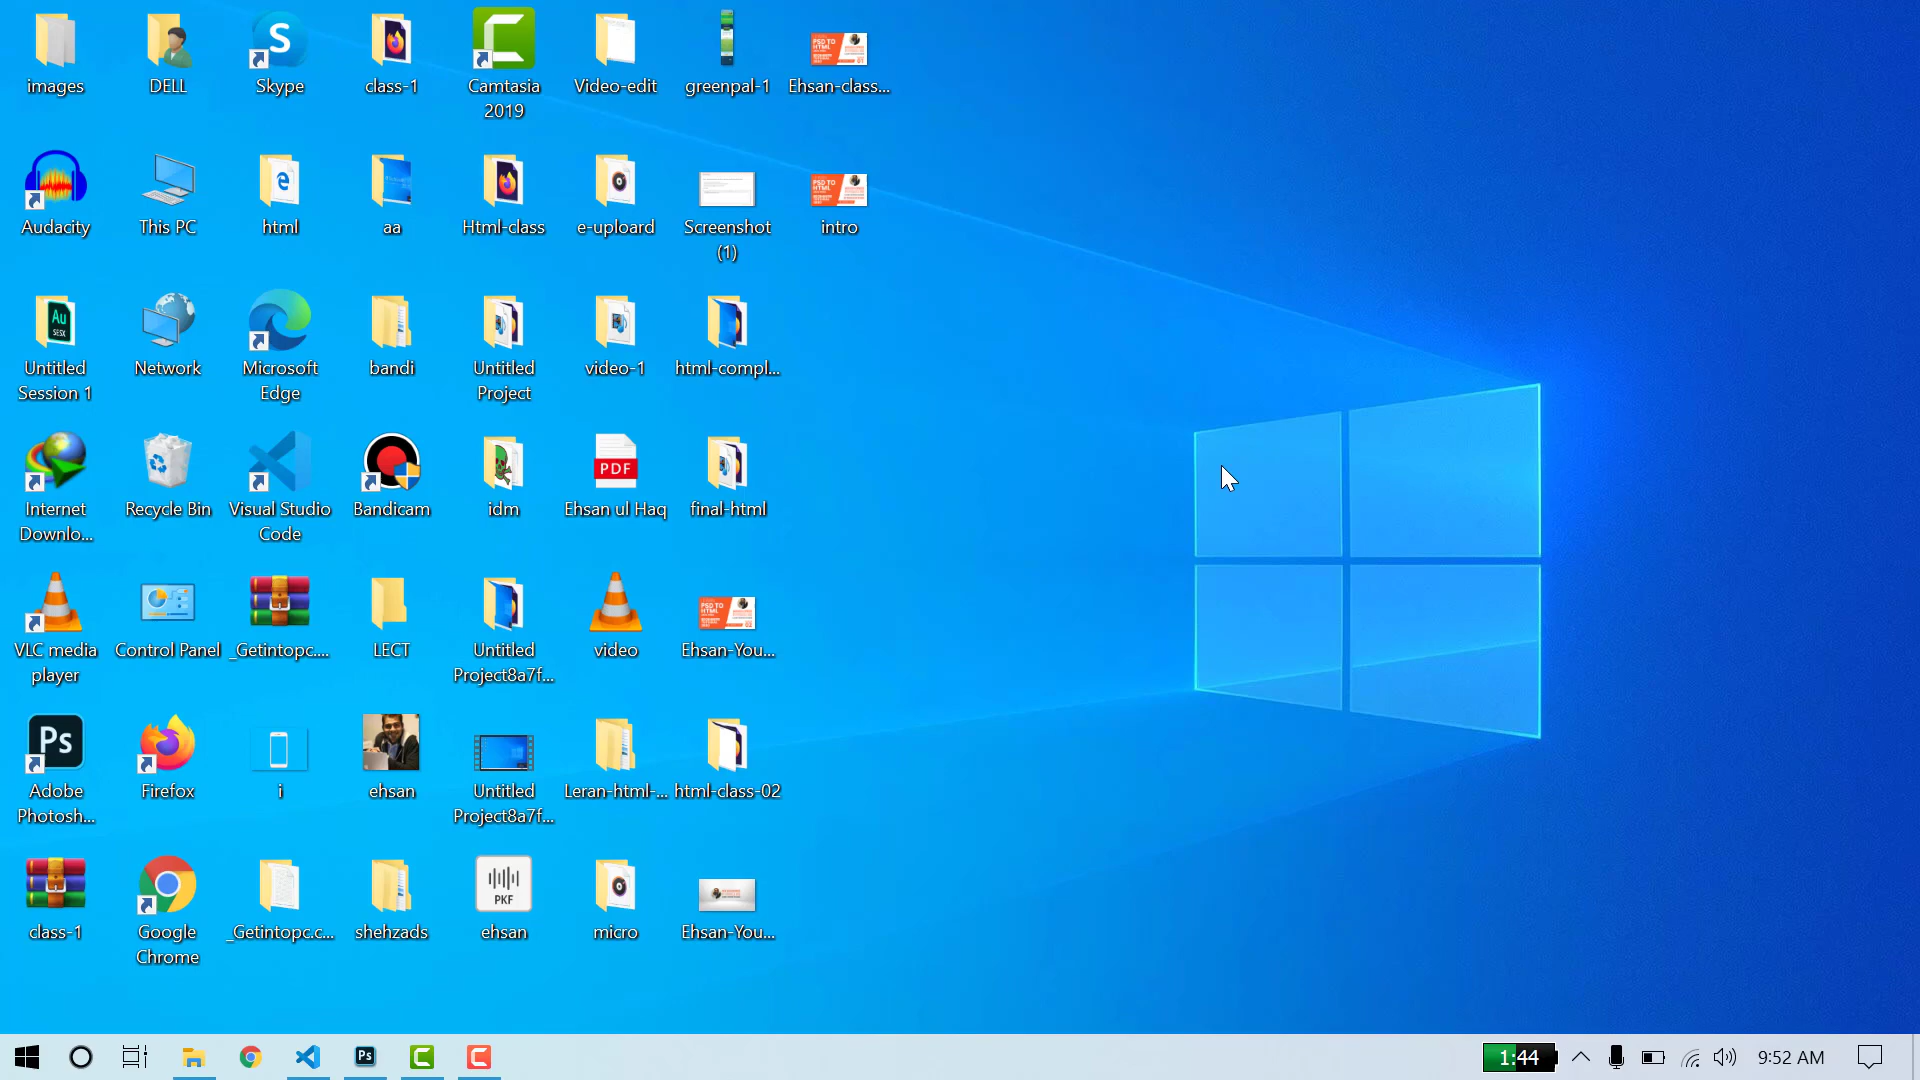 images
DELL
Skype
class-1
Camtasia
2019
Video-edit
greenpal-1
Ehsan-class...
Audacity
This PC
html
aa
Html-class
e-uploard
Screenshot
(1)
intro
Untitled
Session 1
Network
Microsoft
Edge
bandi
Untitled
Project
video-1
html-compl...
Internet
Downlo...
Recycle Bin
Visual Studio
Code
Bandicam
idm
PDF
Ehsan ul Haq
final-html
VLC media
player
Control Panel
_Getintopc....
LECT
Untitled
Project8a7f...
video
PSD TO
HTML
Ehsan-You...
Adobe
Photosh...
Firefox
i
ehsan
Untitled
Project8a7f...
Leran-html-...
html-class-02
class-1
Google
Chrome
_Getintopc.c...
shehzads
PKF
ehsan
micro
Ehsan-You...
1:44
9:52 AM